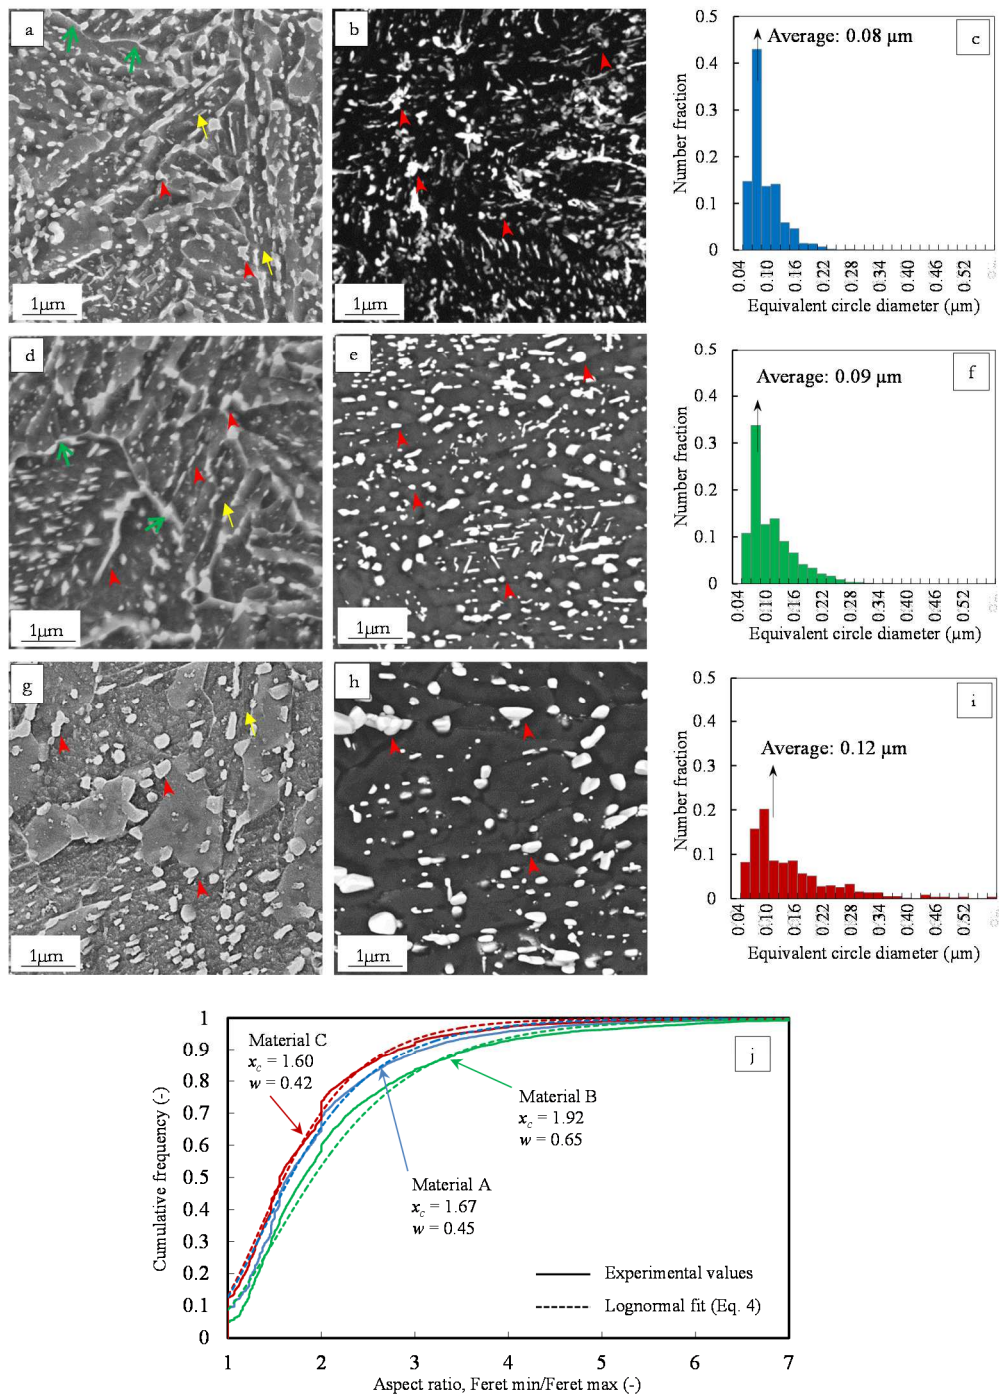 a
1µm
b
1µm
c
0.5
0.4
0.3
0.2
0.1
0
Number fraction
Average: 0.08 µm
0.04
0.10
0.16
0.22
0.28
0.34
0.40
0.46
0.52
Equivalent circle diameter (µm)
d
1µm
e
1µm
f
0.5
0.4
0.3
0.2
0.1
0
Number fraction
Average: 0.09 µm
0.04
0.10
0.16
0.22
0.28
0.34
0.40
0.46
0.52
Equivalent circle diameter (µm)
g
1µm
h
1µm
i
0.5
0.4
0.3
0.2
0.1
0
Number fraction
Average: 0.12 µm
0.04
0.10
0.16
0.22
0.28
0.34
0.40
0.46
0.52
Equivalent circle diameter (µm)
j
1
0.9
0.8
0.7
0.6
0.5
0.4
0.3
0.2
0.1
0
Cumulative frequency (-)
Material C
xc = 1.60
w = 0.42
Material B
xc = 1.92
w = 0.65
Material A
xc = 1.67
w = 0.45
Experimental values
Lognormal fit (Eq. 4)
1 2 3 4 5 6 7
Aspect ratio, Feret min/Feret max (-)